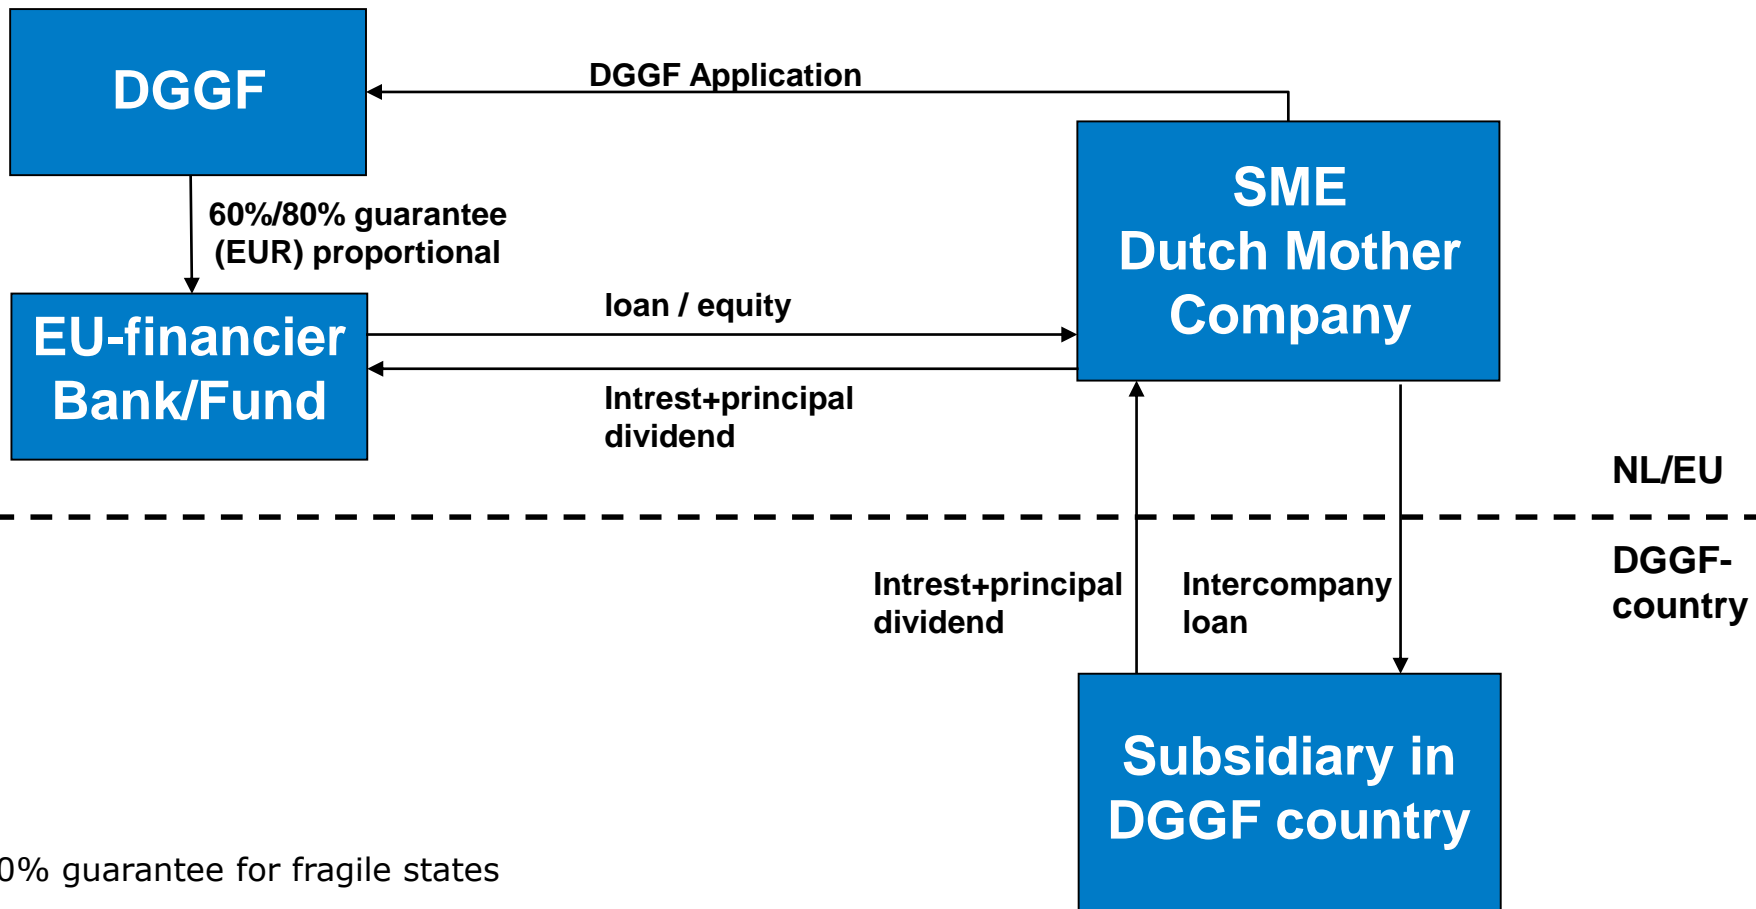 DGGF
DGGF Application
SME
Dutch Mother
Company
60%/80% guarantee
(EUR) proportional
EU-financier
Bank/Fund
loan / equity
Intrest+principal
dividend
NL/EU
DGGF-
country
Intrest+principal
dividend
Intercompany
loan
Subsidiary in
DGGF country
0% guarantee for fragile states